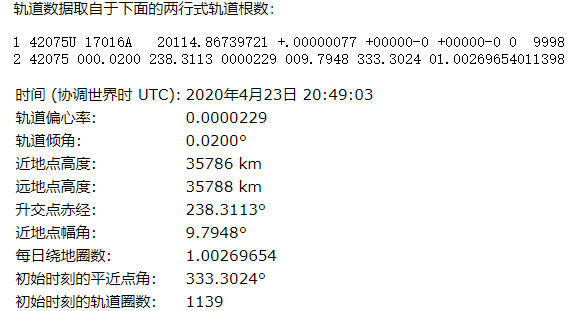 轨道数据取自于下面的两行式轨道根数:
1 42075U 17016A   20114.86739721 +.00000077 +00000-0 +00000-0 0  9998
2 42075 000.0200 238.3113 0000229 009.7948 333.3024 01.00269654011398
时间 (协调世界时 UTC): 2020年4月23日 20:49:03
轨道偏心率: 0.0000229
轨道倾角: 0.0200°
近地点高度: 35786 km
远地点高度: 35788 km
升交点赤经: 238.3113°
近地点幅角: 9.7948°
每日绕地圈数: 1.00269654
初始时刻的平近点角: 333.3024°
初始时刻的轨道圈数: 1139